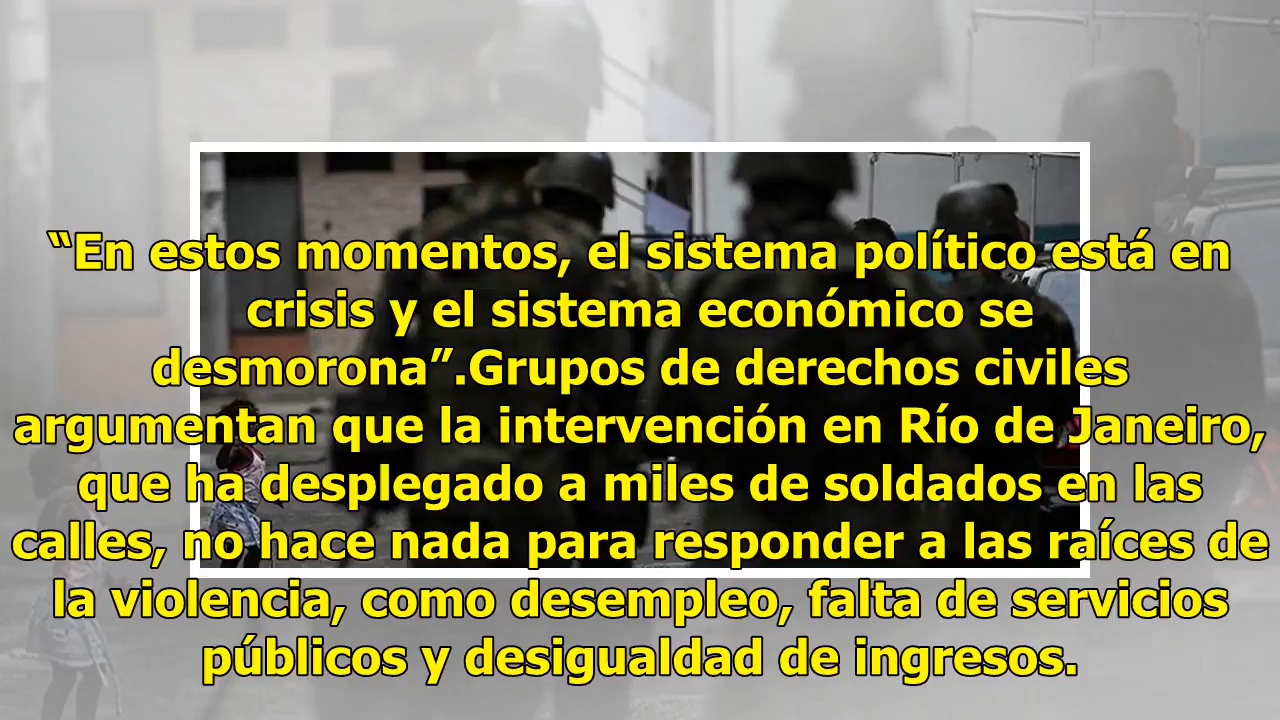 “En estos momentos, el sistema político está en
crisis y el sistema económico se
desmorona”.Grupos de derechos civiles
argumentan que la intervención en Río de Janeiro,
que ha desplegado a miles de soldados en las
calles, no hace nada para responder a las raíces de
la violencia, como desempleo, falta de servicios
públicos y desigualdad de ingresos.